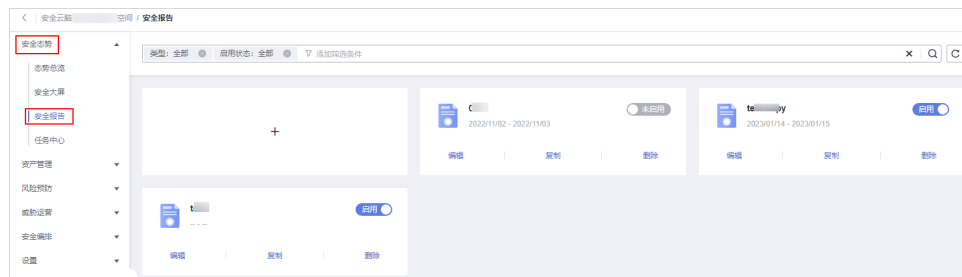 安全云脑 空间 / 安全报告
安全态势
态势总览
安全大屏
安全报告
任务中心
资产管理
风险预防
威胁运营
安全编排
设置
类型: 全部 启用状态: 全部 添加筛选条件
未启用
2022/11/02 - 2022/11/03
编辑 复制 删除
te py 启用
2023/01/14 - 2023/01/15
编辑 复制 删除
t 启用
-- - --
编辑 复制 删除